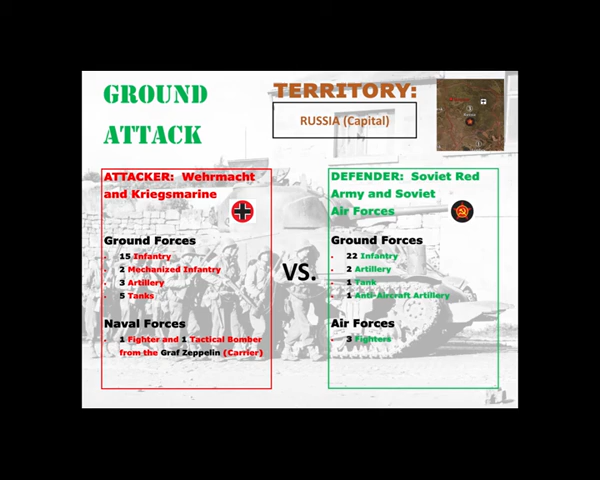 GROUND
ATTACK
TERRITORY:
RUSSIA (Capital)
ATTACKER: Wehrmacht
and Kriegsmarine
Ground Forces
15 Infantry
2 Mechanized Infantry
3 Artillery
5 Tanks
Naval Forces
1 Fighter and 1 Tactical Bomber
from the Graf Zeppelin (Carrier)
VS.
DEFENDER: Soviet Red
Army and Soviet
Air Forces
Ground Forces
22 Infantry
2 Artillery
1 Tank
1 Anti-Aircraft Artillery
Air Forces
3 Fighters